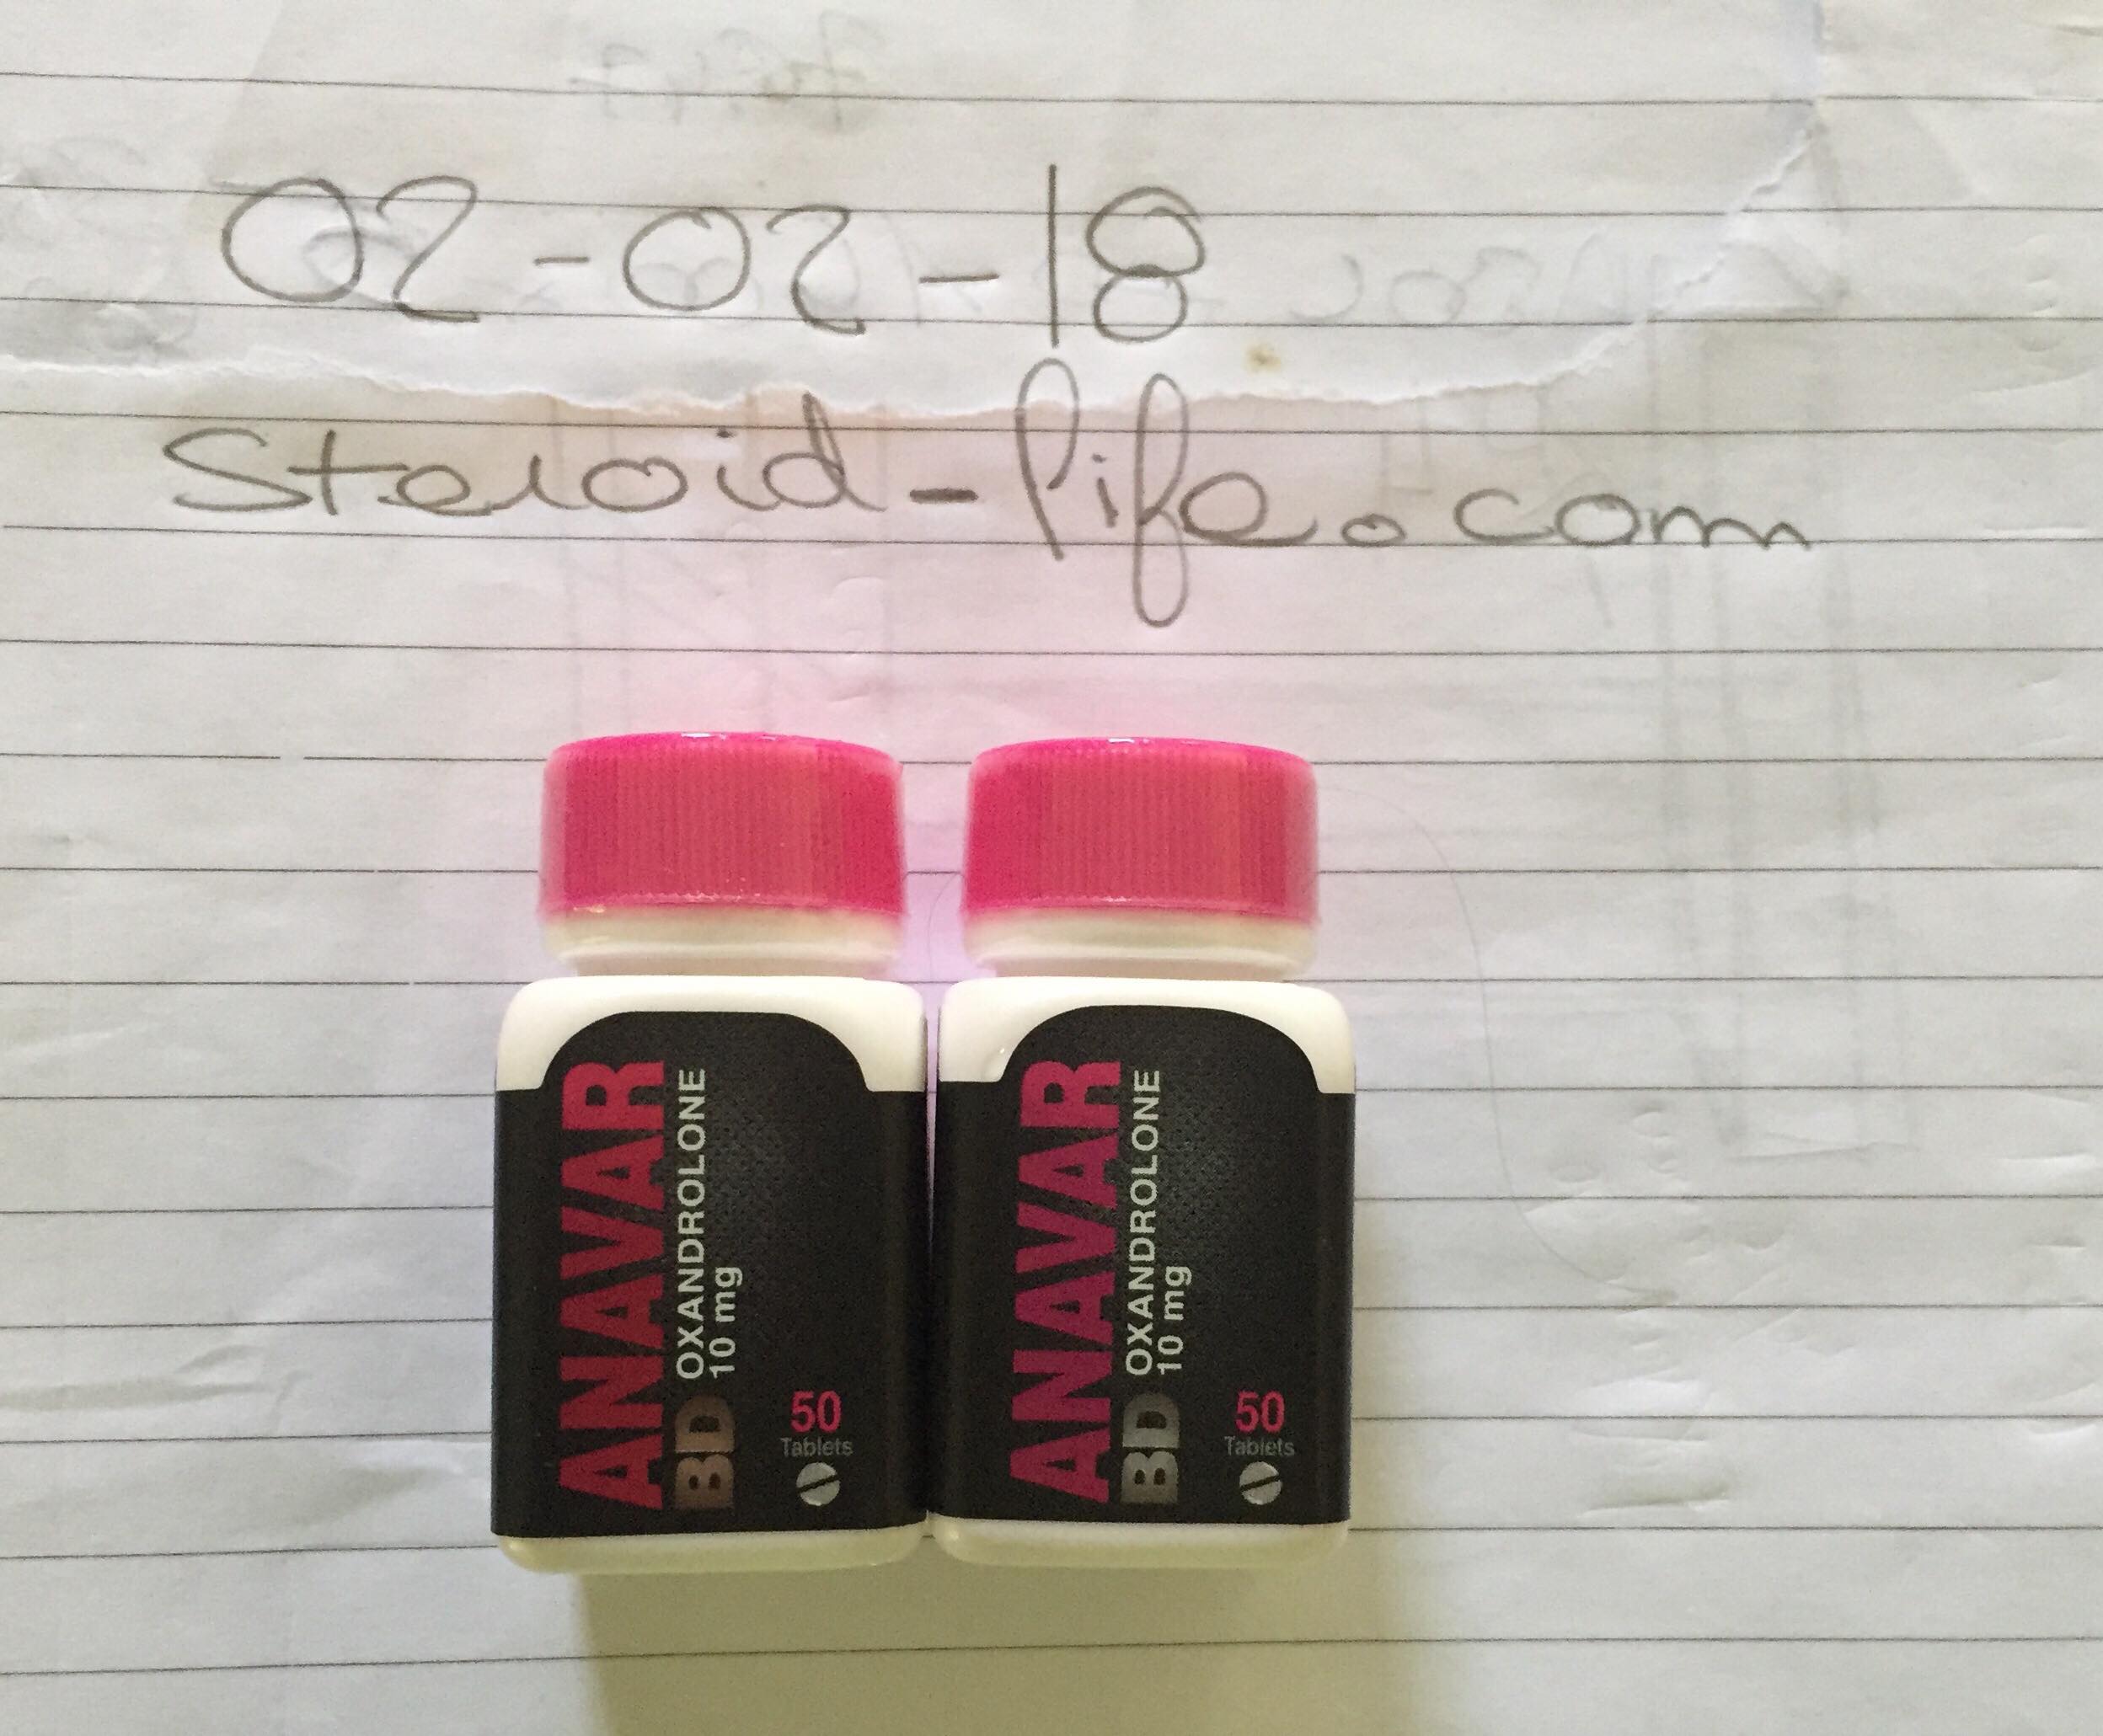 02-02-18
Steroid-life.com
ANAVAR
BD OXANDROLONE
10 mg
50
Tablets
ANAVAR
BD OXANDROLONE
10 mg
50
Tablets